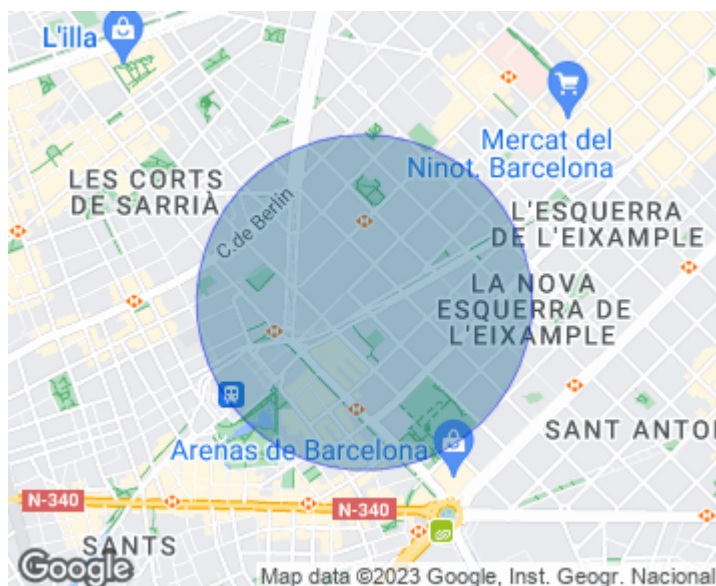 L'illa
Mercat del
Ninot. Barcelona
LES CORTS
DE SARRIÀ
C. de Berlin
L'ESQUERRA
DE L'EIXAMPLE
LA NOVA
ESQUERRA DE
L'EIXAMPLE
Arenas de Barcelona
SANT ANTO
N-340
N-340
SANTS
Google
Map data ©2023 Google, Inst. Geogr. Nacional